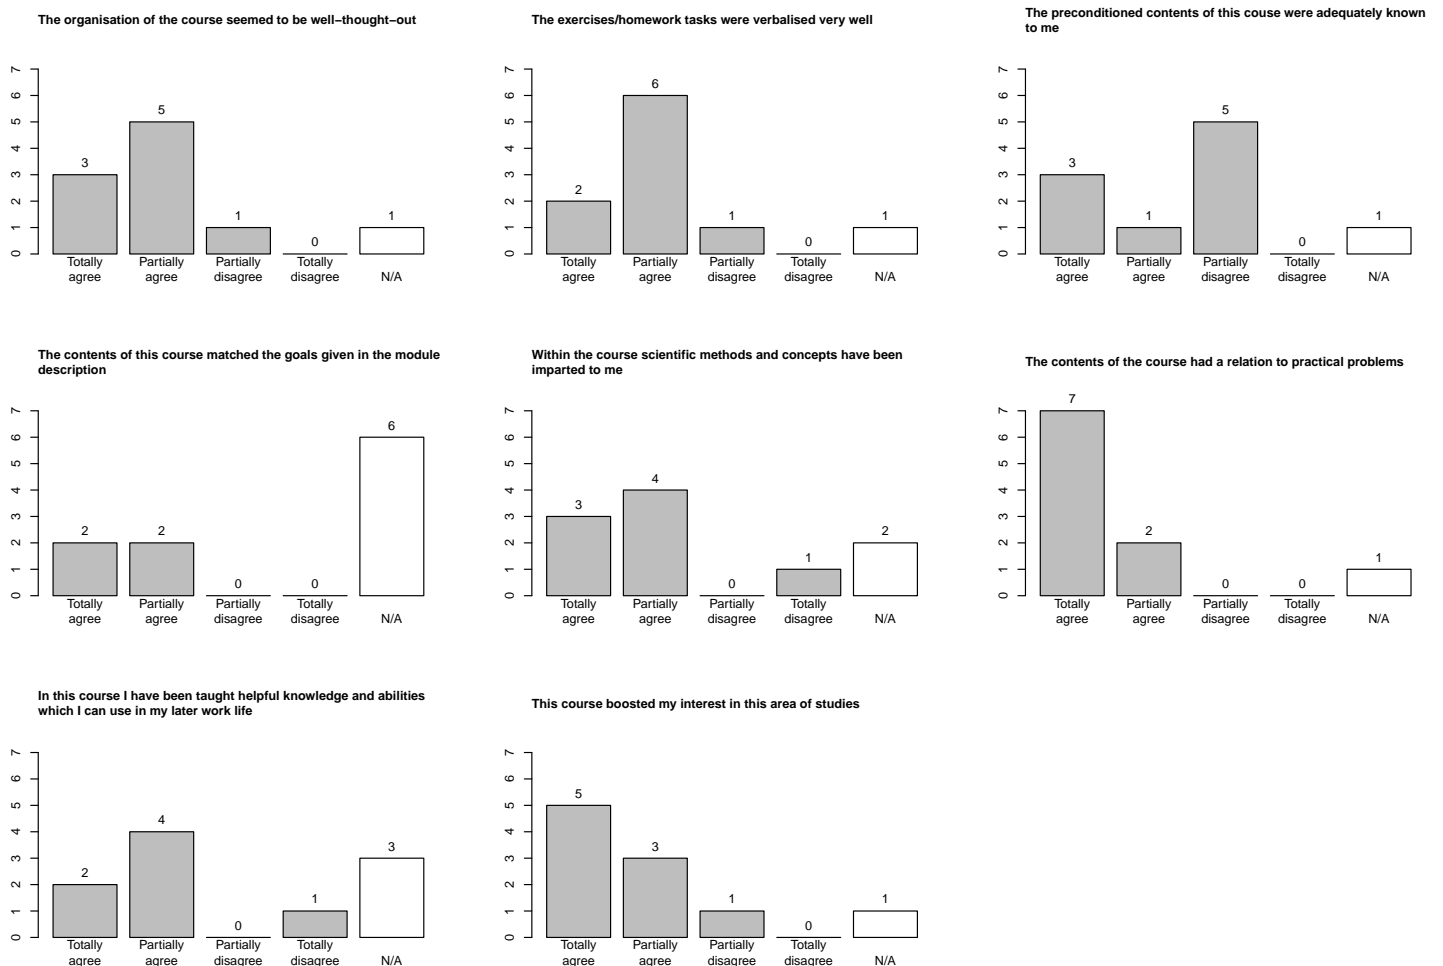 The organisation of the course seemed to be well−thought−out
7
6
5
4
3
2
1
0
3
5
1
0
1
Totally agree
Partially agree
Partially disagree
Totally disagree
N/A
The exercises/homework tasks were verbalised very well
7
6
5
4
3
2
1
0
2
6
1
0
1
Totally agree
Partially agree
Partially disagree
Totally disagree
N/A
The preconditioned contents of this couse were adequately known
to me
7
6
5
4
3
2
1
0
3
1
5
0
1
Totally agree
Partially agree
Partially disagree
Totally disagree
N/A
The contents of this course matched the goals given in the module
description
7
6
5
4
3
2
1
0
2
2
0
0
6
Totally agree
Partially agree
Partially disagree
Totally disagree
N/A
Within the course scientific methods and concepts have been
imparted to me
7
6
5
4
3
2
1
0
3
4
0
1
2
Totally agree
Partially agree
Partially disagree
Totally disagree
N/A
The contents of the course had a relation to practical problems
7
6
5
4
3
2
1
0
7
2
0
0
1
Totally agree
Partially agree
Partially disagree
Totally disagree
N/A
In this course I have been taught helpful knowledge and abilities
which I can use in my later work life
7
6
5
4
3
2
1
0
2
4
0
1
3
Totally agree
Partially agree
Partially disagree
Totally disagree
N/A
This course boosted my interest in this area of studies
7
6
5
4
3
2
1
0
5
3
1
0
1
Totally agree
Partially agree
Partially disagree
Totally disagree
N/A